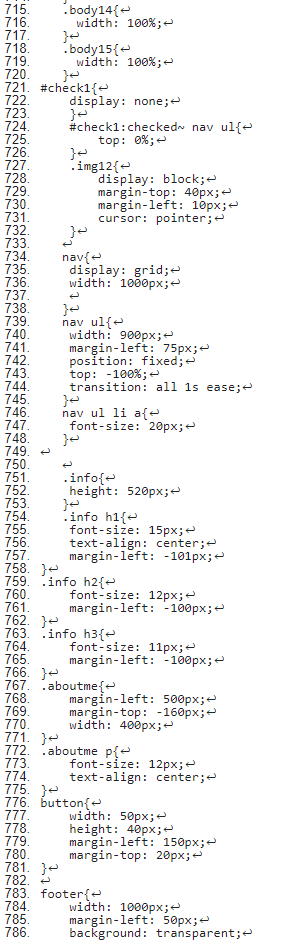 715. .body14{↩
716. width: 100%;↩
717. }↩
718. .body15{↩
719. width: 100%;↩
720. }↩
721. #check1{↩
722. display: none;↩
723. }↩
724. #check1:checked~ nav ul{↩
725. top: 0%;↩
726. }↩
727. .img12{↩
728. display: block;↩
729. margin-top: 40px;↩
730. margin-left: 10px;↩
731. cursor: pointer;↩
732. }↩
733. ↩
734. nav{↩
735. display: grid;↩
736. width: 1000px;↩
737. ↩
738. }↩
739. nav ul{↩
740. width: 900px;↩
741. margin-left: 75px;↩
742. position: fixed;↩
743. top: -100%;↩
744. transition: all 1s ease;↩
745. }↩
746. nav ul li a{↩
747. font-size: 20px;↩
748. }↩
749. ↩
750. ↩
751. .info{↩
752. height: 520px;↩
753. }↩
754. .info h1{↩
755. font-size: 15px;↩
756. text-align: center;↩
757. margin-left: -101px;↩
758. }↩
759. .info h2{↩
760. font-size: 12px;↩
761. margin-left: -100px;↩
762. }↩
763. .info h3{↩
764. font-size: 11px;↩
765. margin-left: -100px;↩
766. }↩
767. .aboutme{↩
768. margin-left: 500px;↩
769. margin-top: -160px;↩
770. width: 400px;↩
771. }↩
772. .aboutme p{↩
773. font-size: 12px;↩
774. text-align: center;↩
775. }↩
776. button{↩
777. width: 50px;↩
778. height: 40px;↩
779. margin-left: 150px;↩
780. margin-top: 20px;↩
781. }↩
782. ↩
783. footer{↩
784. width: 1000px;↩
785. margin-left: 50px;↩
786. background: transparent;↩